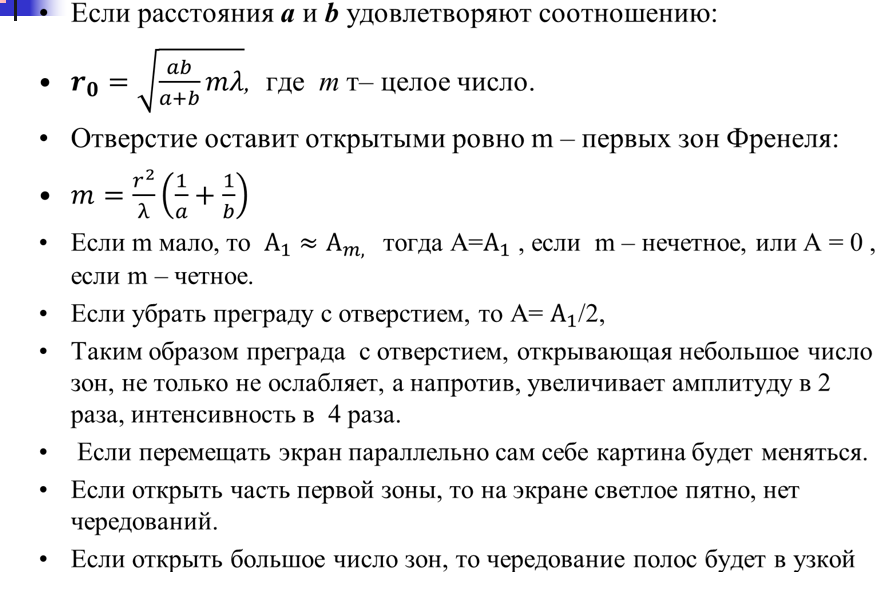 • Если расстояния a и b удовлетворяют соотношению:
• r₀ = √(ab/(a+b) mλ), где m т– целое число.
• Отверстие оставит открытыми ровно m – первых зон Френеля:
• m = r²/λ (1/a + 1/b)
• Если m мало, то A₁ ≈ Aₘ, тогда A=A₁ , если m – нечетное, или A = 0 ,
если m – четное.
• Если убрать преграду с отверстием, то A= A₁/2,
• Таким образом преграда с отверстием, открывающая небольшое число
зон, не только не ослабляет, а напротив, увеличивает амплитуду в 2
раза, интенсивность в 4 раза.
• Если перемещать экран параллельно сам себе картина будет меняться.
• Если открыть часть первой зоны, то на экране светлое пятно, нет
чередований.
• Если открыть большое число зон, то чередование полос будет в узкой